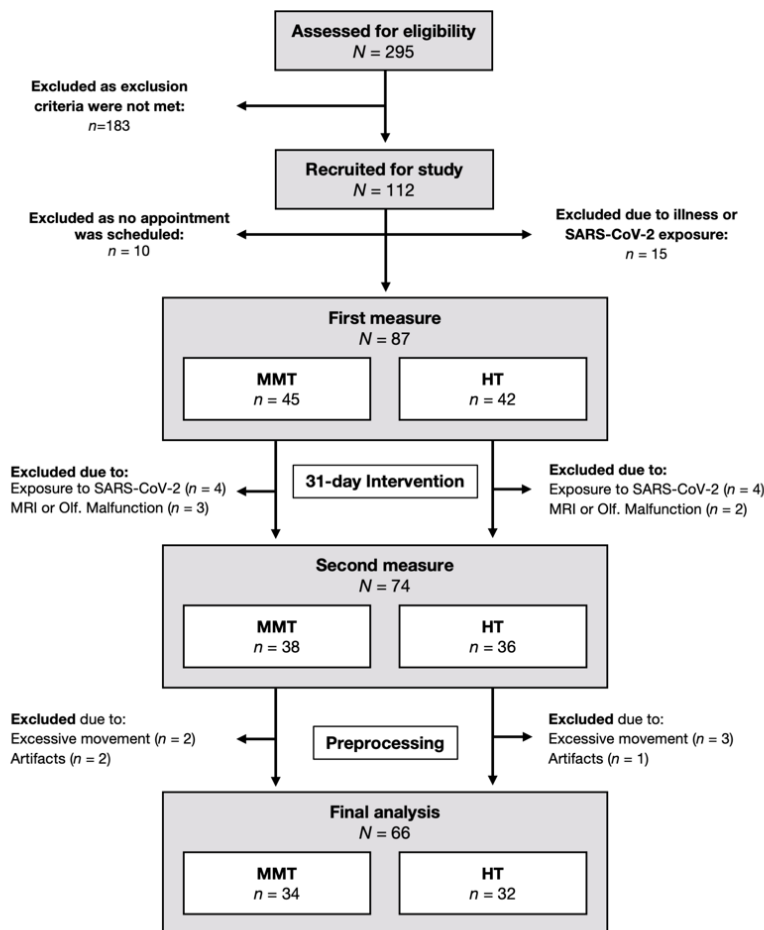 Assessed for eligibility
N = 295
Excluded as exclusion
criteria were not met:
n=183
Recruited for study
N = 112
Excluded as no appointment
was scheduled:
n = 10
Excluded due to illness or
SARS-CoV-2 exposure:
n = 15
First measure
N = 87
MMT
n = 45
HT
n = 42
Excluded due to:
Exposure to SARS-CoV-2 (n = 4)
MRI or Olf. Malfunction (n = 3)
31-day Intervention
Excluded due to:
Exposure to SARS-CoV-2 (n = 4)
MRI or Olf. Malfunction (n = 2)
Second measure
N = 74
MMT
n = 38
HT
n = 36
Excluded due to:
Excessive movement (n = 2)
Artifacts (n = 2)
Preprocessing
Excluded due to:
Excessive movement (n = 3)
Artifacts (n = 1)
Final analysis
N = 66
MMT
n = 34
HT
n = 32